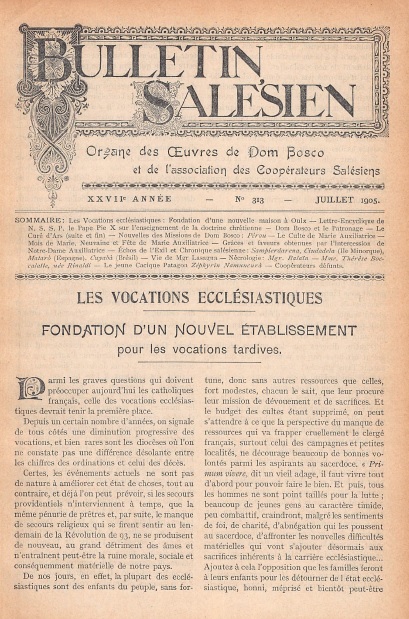 BULLETIN
SALÉSIEN
Organe des Œuvres de Dom Bosco
et de l'association des Coopérateurs Salésiens
XXVIIe ANNÉE — No 313 — JUILLET 1905.
SOMMAIRE: Les Vocations ecclésiastiques: Fondation d'une nouvelle maison à Oulx — Lettre-Encyclique de
N. S. S. P. le Pape Pie X sur l'enseignement de la doctrine chrétienne — Dom Bosco et le Patronage — Le
Curé d'Ars (suite et fin) — Nouvelles des Missions de Dom Bosco: — Le Culte de Marie Auxiliatrice —
Mois de Marie, Neuvaine et Fête de Marie Auxiliatrice — Grâces et faveurs obtenues par l'intercession de
Notre-Dame Auxiliatrice — Échos de l'Exil et Chronique salésienne: Sampierdarena, Ciudadela (Ile Minorque),
Mataró (Espagne), Cuyabà (Brésil) — Vie de Mgr Lasagna — Nécrologie: Mgr. — Mme. Thérèse
née Rinaldi — Le jeune Cacique Patagon Zéphyrin Namuncurà — Coopérateurs défunts.
LES VOCATIONS ECCLÉSIASTIQUES
FONDATION D'UN NOUVEL ÉTABLISSEMENT
pour les vocations tardives.
Parmi les graves questions qui doivent
préoccuper aujourd'hui les catholiques
français, celle des vocations ecclésias-
tiques devrait tenir la première place.
Depuis un certain nombre d'années, on signale
de tous côtés une diminution progressive des
vocations, et bien rares sont les diocèses où l'on
ne constate pas une différence désolante entre
les chiffres des ordinations et celui des décès.
Certes, les événements actuels ne sont pas
de nature à améliorer cet état de choses, tout au
contraire, et déjà l'on peut prévoir, si les secours
providentiels n'interviennent à temps, que la
même pénurie de prêtres et, par suite, le manque
de secours religieux qui se firent sentir au len-
demain de la Révolution de 93, ne se produisent
de nouveau, au grand détriment des âmes et
n'entraînent peut-être la ruine morale, sociale et
conséquemment matérielle de notre pays.
De nos jours, en effet, la plupart des ecclé-
siastiques sont des enfants du peuple, sans for-
tune, donc sans autres ressources que celles,
fort modestes, chacun le sait, que leur procure
leur mission de dévouement et de sacrifices. Et
le budget des cultes étant supprimé, on peut
s'attendre à ce que la perspective du manque de
ressources qui va frapper cruellement le clergé
français, surtout celui des campagnes et petites
localités, ne décourage beaucoup de bonnes vo-
lontés parmi les aspirants au sacerdoce. « Pri-
mum vivere, dit un vieil adage, il faut vivre tout
d'abord pour pouvoir faire le bien. Et puis, tous
les hommes ne sont point taillés pour la lutte;
beaucoup de jeunes gens au caractère timide,
peu combatif, craindront, malgré les sentiments
de foi, de charité, d'abnégation qui les poussent
au sacerdoce, d'affronter les nouvelles difficultés
matérielles qui vont s'ajouter désormais aux
sacrifices inhérents à la carrière ecclésiastique...
Ajoutez à cela l'opposition que les familles feront
à leurs enfants pour les détourner de l'état ecclé-
siastique, honni, méprisé et bientôt peut-être